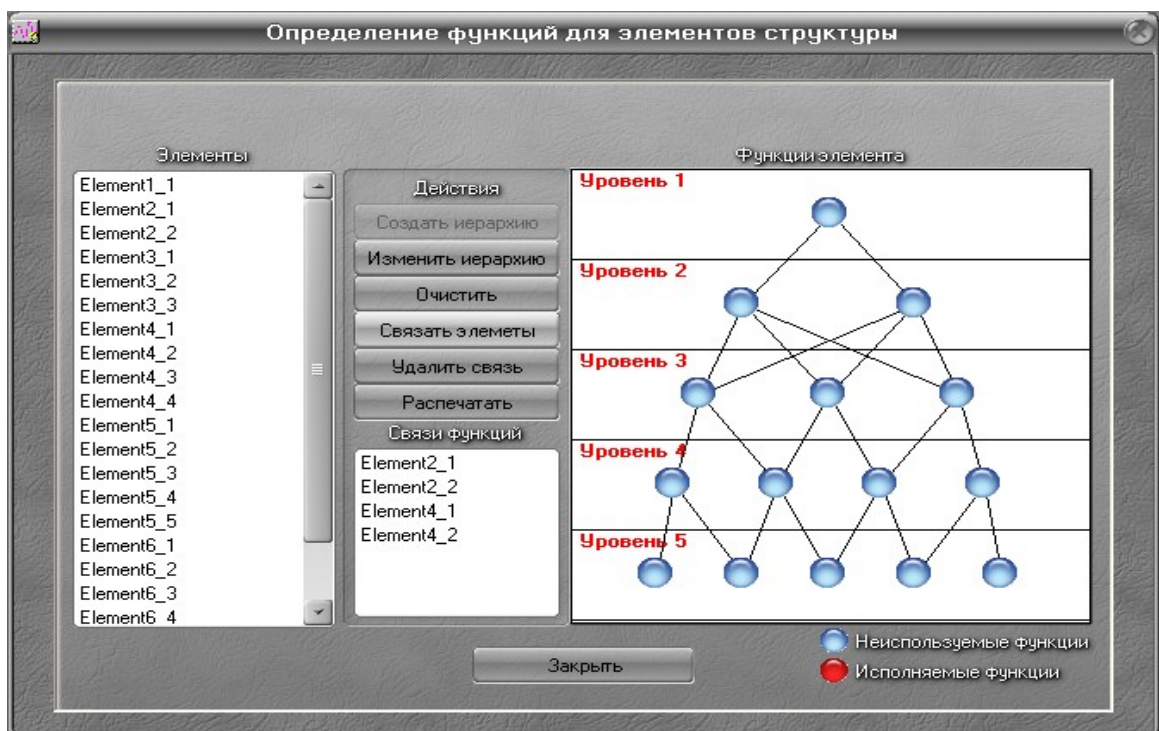 Определение функций для элементов структуры
Элементы
Element1_1
Element2_1
Element2_2
Element3_1
Element3_2
Element3_3
Element4_1
Element4_2
Element4_3
Element4_4
Element5_1
Element5_2
Element5_3
Element5_4
Element5_5
Element6_1
Element6_2
Element6_3
Element6_4
Действия
Создать иерархию
Изменить иерархию
Очистить
Связать элеметы
Удалить связь
Распечатать
Связи функций
Element2_1
Element2_2
Element4_1
Element4_2
Функции элемента
Уровень 1
Уровень 2
Уровень 3
Уровень 4
Уровень 5
Неиспользуемые функции
Исполняемые функции
Закрыть